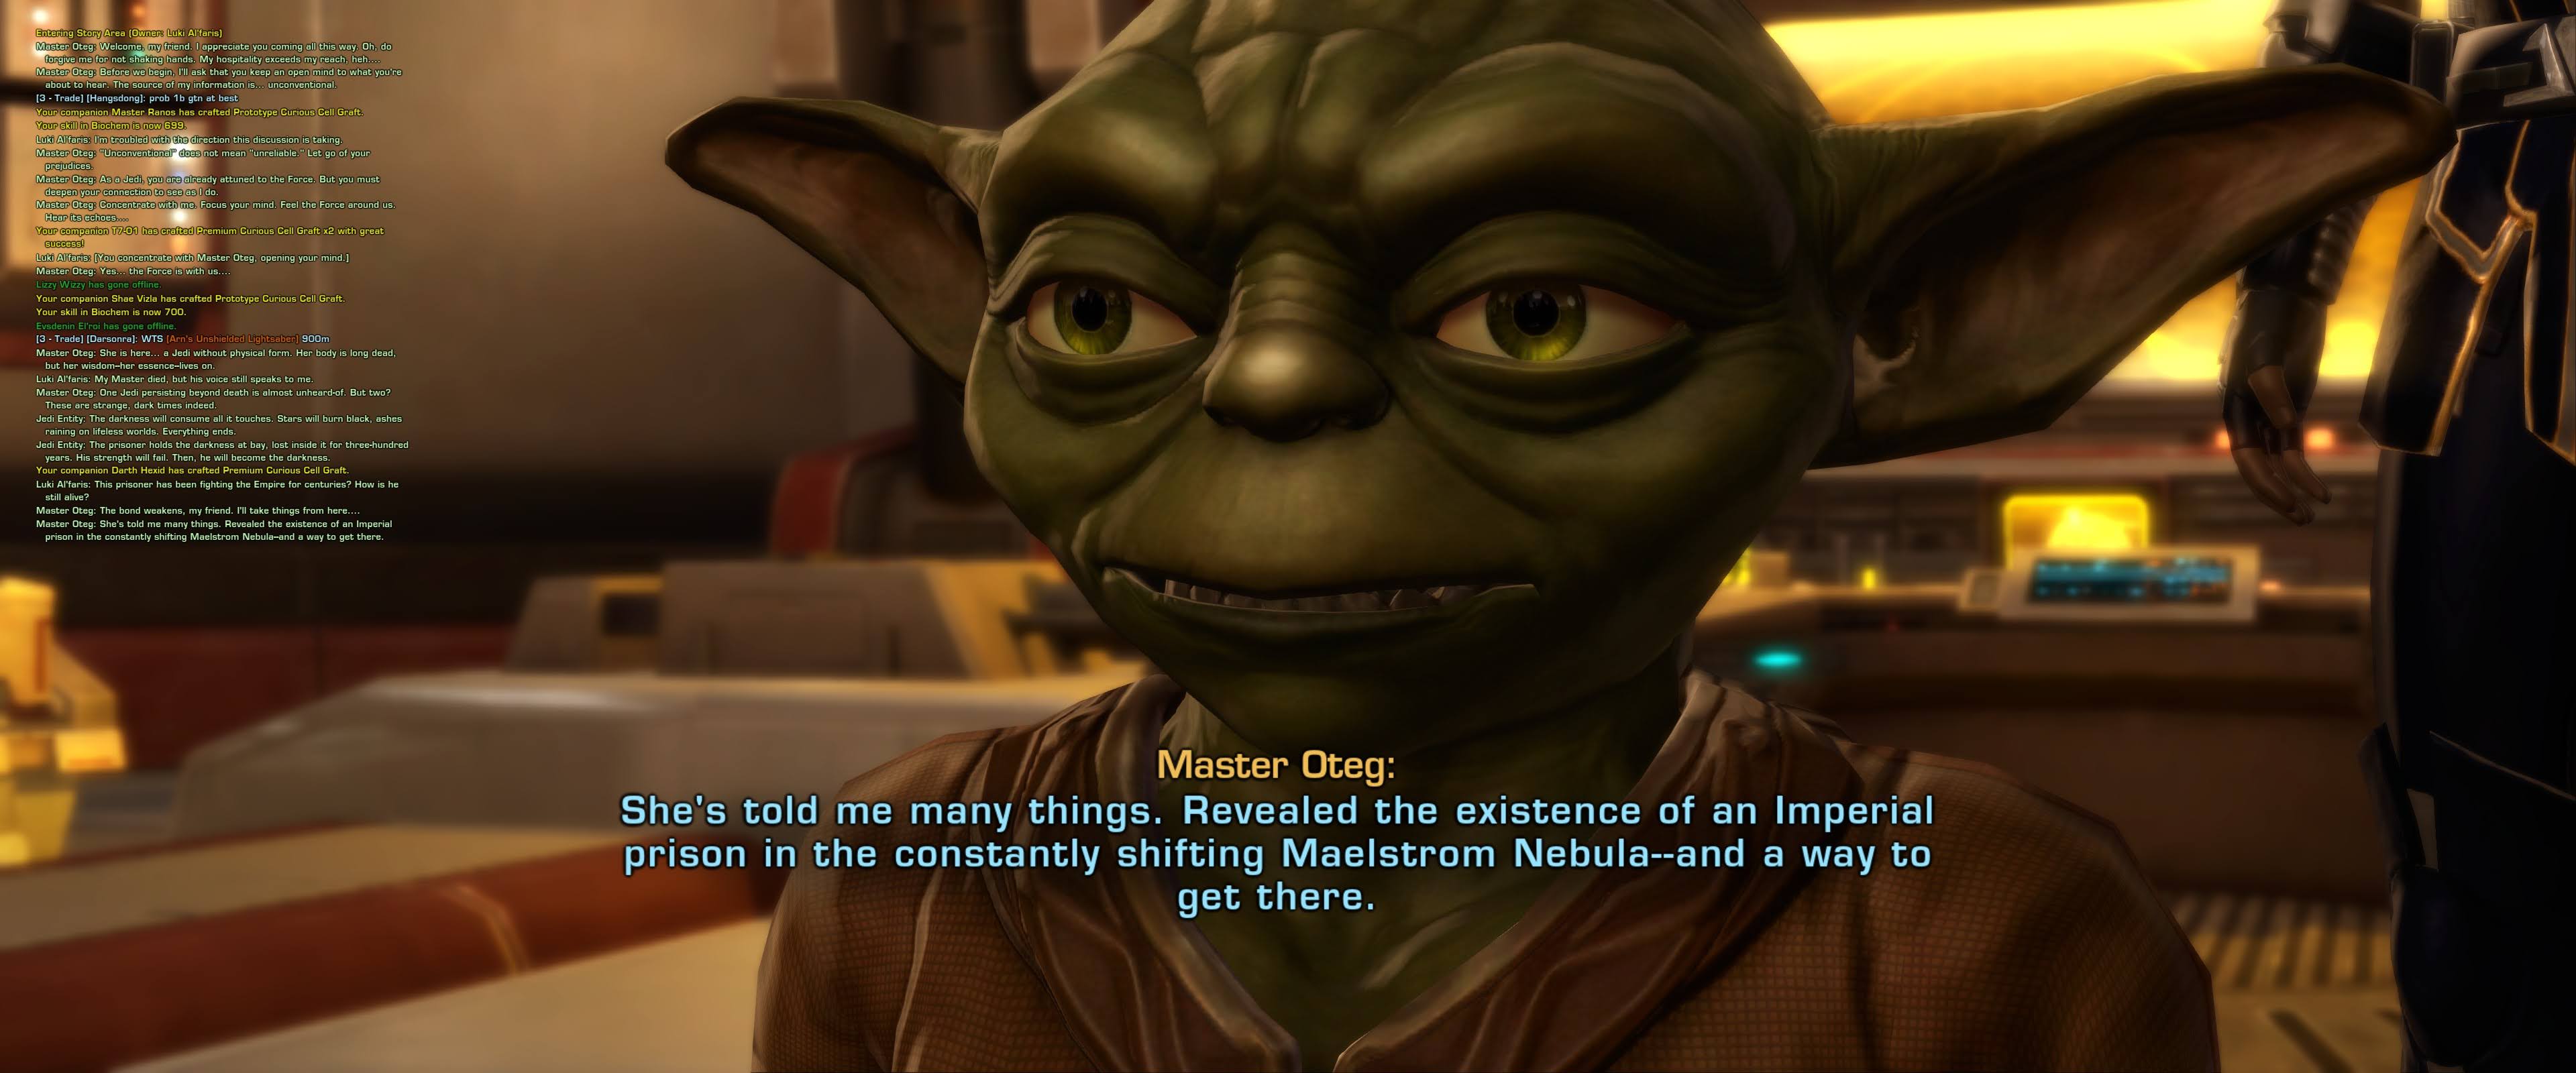 Entering Story Area (Owner: Luki Al'faris)
Master Oteg: Welcome, my friend. I appreciate you coming all this way. Oh, do
forgive me for not shaking hands. My hospitality exceeds my reach, heh....
Master Oteg: Before we begin, I'll ask that you keep an open mind to what you're
about to hear. The source of my information is... unconventional.
[3 - Trade] [Hangsdong]: prob 1b gtn at best
Your companion Master Ranos has crafted Prototype Curious Cell Graft.
Your skill in Biochem is now 699.
Luki Al'faris: I'm troubled with the direction this discussion is taking.
Master Oteg: "Unconventional" does not mean "unreliable." Let go of your
prejudices.
Master Oteg: As a Jedi, you are already attuned to the Force. But you must
deepen your connection to see as I do.
Master Oteg: Concentrate with me. Focus your mind. Feel the Force around us.
Hear its echoes....
Your companion T7-O1 has crafted Premium Curious Cell Graft x2 with great
success!
Luki Al'faris: [You concentrate with Master Oteg, opening your mind.]
Master Oteg: Yes... the Force is with us....
Lizzy Wizzy has gone offline.
Your companion Shae Vizla has crafted Prototype Curious Cell Graft.
Your skill in Biochem is now 700.
Evsdenin El'roi has gone offline.
[3 - Trade] [Darsonra]: WTS [Arn's Unshielded Lightsaber] 900m
Master Oteg: She is here... a Jedi without physical form. Her body is long dead,
but her wisdom--her essence--lives on.
Luki Al'faris: My Master died, but his voice still speaks to me.
Master Oteg: One Jedi persisting beyond death is almost unheard-of. But two?
These are strange, dark times indeed.
Jedi Entity: The darkness will consume all it touches. Stars will burn black, ashes
raining on lifeless worlds. Everything ends.
Jedi Entity: The prisoner holds the darkness at bay, lost inside it for three-hundred
years. His strength will fail. Then, he will become the darkness.
Your companion Darth Hexid has crafted Premium Curious Cell Graft.
Luki Al'faris: This prisoner has been fighting the Empire for centuries? How is he
still alive?
Master Oteg: The bond weakens, my friend. I'll take things from here....
Master Oteg: She's told me many things. Revealed the existence of an Imperial
prison in the constantly shifting Maelstrom Nebula--and a way to get there.
Master Oteg:
She's told me many things. Revealed the existence of an Imperial
prison in the constantly shifting Maelstrom Nebula--and a way to
get there.